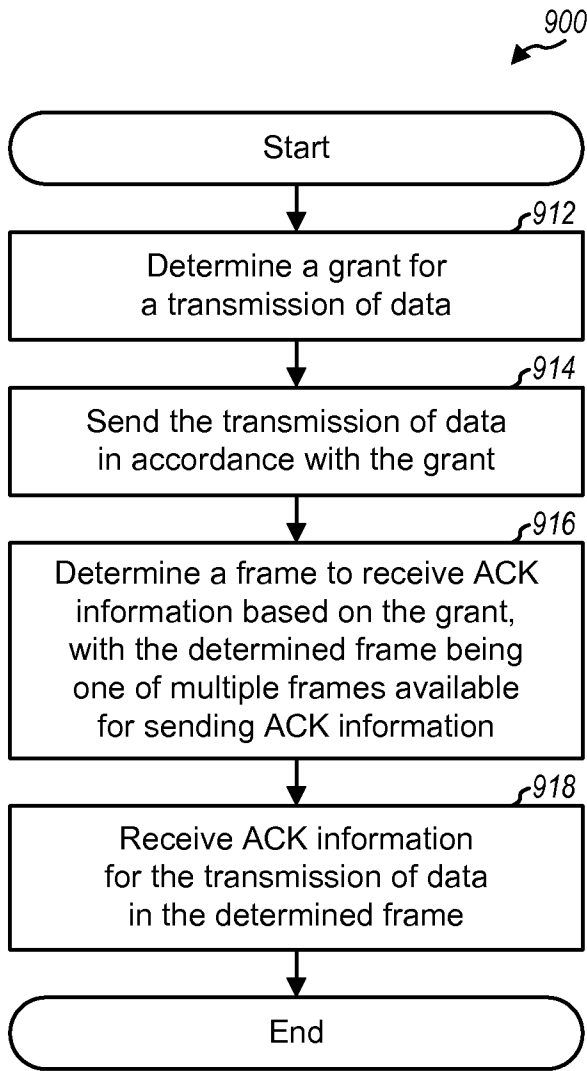 900
Start
912
Determine a grant for
a transmission of data
914
Send the transmission of data
in accordance with the grant
916
Determine a frame to receive ACK
information based on the grant,
with the determined frame being
one of multiple frames available
for sending ACK information
918
Receive ACK information
for the transmission of data
in the determined frame
End